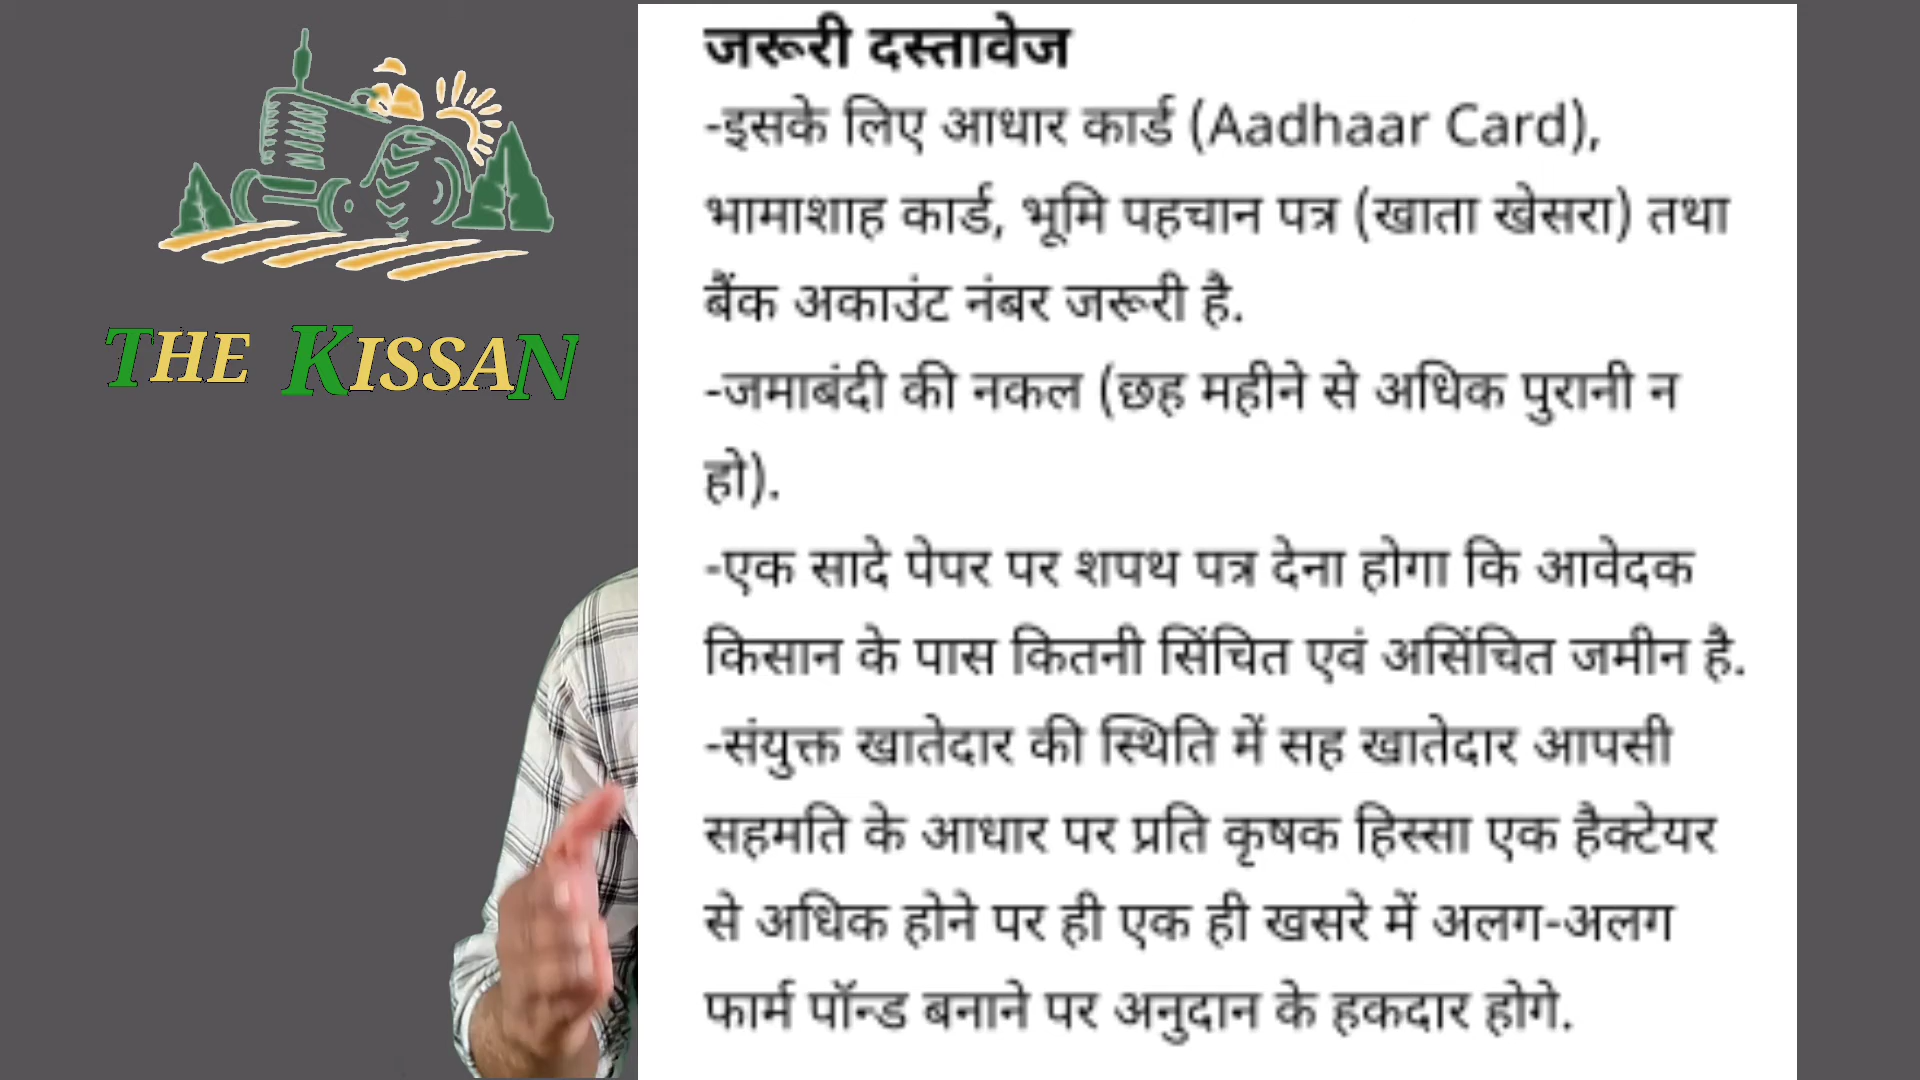 THE KISSAN
जरूरी दस्तावेज
-इसके लिए आधार कार्ड (Aadhaar Card),
भामाशाह कार्ड, भूमि पहचान पत्र (खाता खेसरा) तथा
बैंक अकाउंट नंबर जरूरी है.
-जमाबंदी की नकल (छह महीने से अधिक पुरानी न
हो).
-एक सादे पेपर पर शपथ पत्र देना होगा कि आवेदक
किसान के पास कितनी सिंचित एवं असिंचित जमीन है.
-संयुक्त खातेदार की स्थिति में सह खातेदार आपसी
सहमति के आधार पर प्रति कृषक हिस्सा एक हैक्टेयर
से अधिक होने पर ही एक ही खसरे में अलग-अलग
फार्म पॉन्ड बनाने पर अनुदान के हकदार होगे.